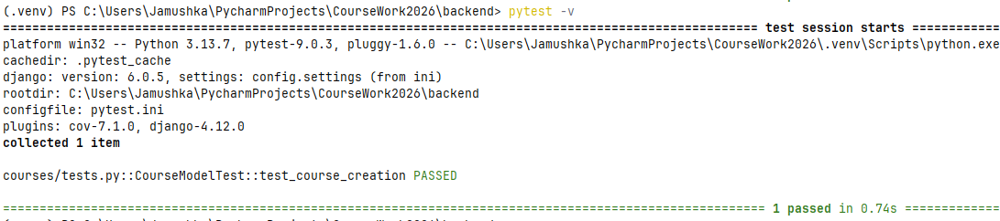 (.venv) PS C:\Users\Jamushka\PycharmProjects\CourseWork2026\backend> pytest -v
======================================================================================================= test session starts ============
platform win32 -- Python 3.13.7, pytest-9.0.3, pluggy-1.6.0 -- C:\Users\Jamushka\PycharmProjects\CourseWork2026\.venv\Scripts\python.exe
cachedir: .pytest_cache
django: version: 6.0.5, settings: config.settings (from ini)
rootdir: C:\Users\Jamushka\PycharmProjects\CourseWork2026\backend
configfile: pytest.ini
plugins: cov-7.1.0, django-4.12.0
collected 1 item
courses/tests.py::CourseModelTest::test_course_creation PASSED
======================================================================================================== 1 passed in 0.74s =============